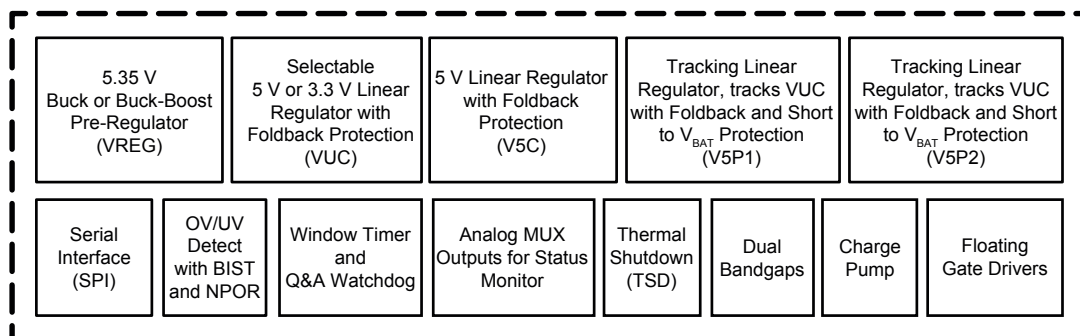 5.35 V
Buck or Buck-Boost
Pre-Regulator
(VREG)
Selectable
5 V or 3.3 V Linear
Regulator with
Foldback Protection
(VUC)
5 V Linear Regulator
with Foldback
Protection
(V5C)
Tracking Linear
Regulator, tracks VUC
with Foldback and Short
to VBAT Protection
(V5P1)
Tracking Linear
Regulator, tracks VUC
with Foldback and Short
to VBAT Protection
(V5P2)
Serial
Interface
(SPI)
OV/UV
Detect
with BIST
and NPOR
Window Timer
and
Q&A Watchdog
Analog MUX
Outputs for Status
Monitor
Thermal
Shutdown
(TSD)
Dual
Bandgaps
Charge
Pump
Floating
Gate Drivers